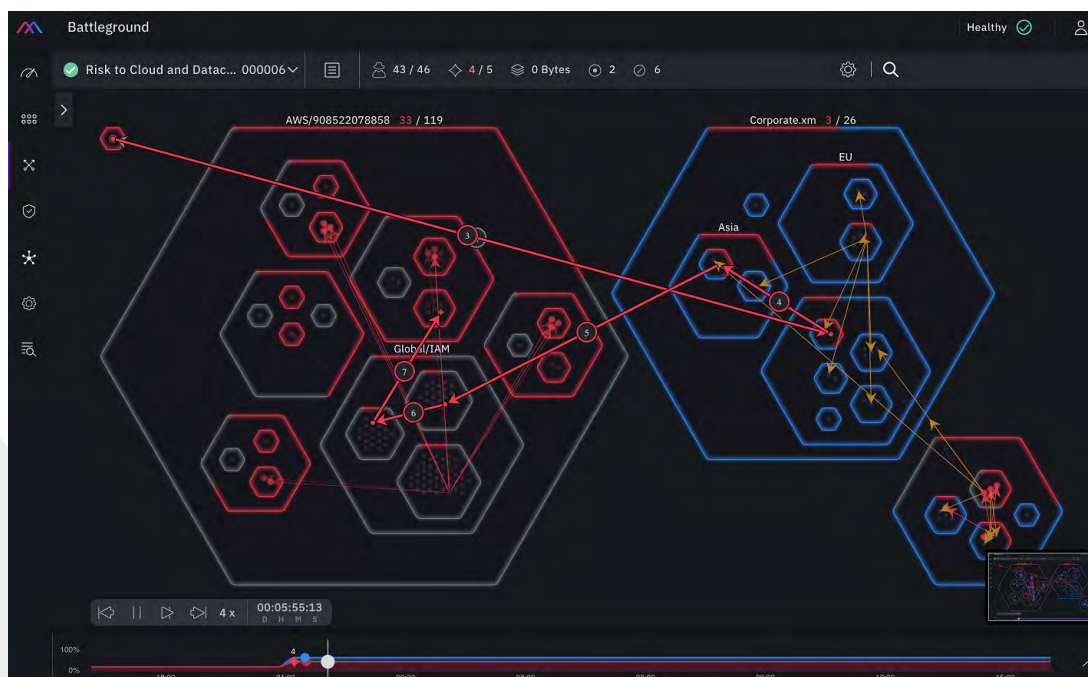 Battleground
Healthy
Risk to Cloud and Datac... 000006
43 / 46
4 / 5
0 Bytes
2
6
AWS/908522078858 33 / 119
Corporate.xm 3 / 26
EU
Asia
3
4
5
Global/IAM
7
6
4 x
00:05:55:13
D H M S
4
100%
0%